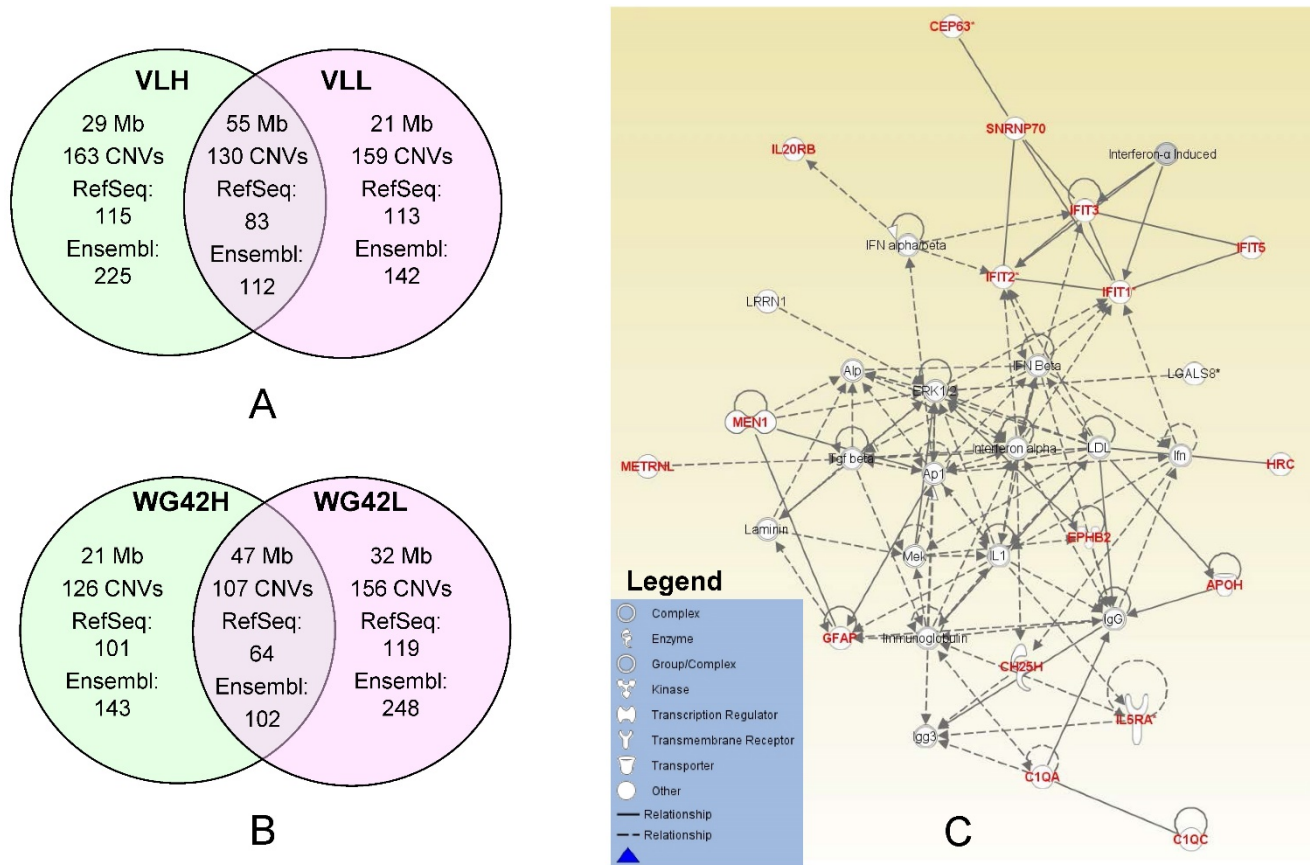 VLH
VLL
29 Mb
163 CNVs
RefSeq:
115
Ensembl:
225
55 Mb
130 CNVs
RefSeq:
83
Ensembl:
112
21 Mb
159 CNVs
RefSeq:
113
Ensembl:
142
A
WG42H
WG42L
21 Mb
126 CNVs
RefSeq:
101
Ensembl:
143
47 Mb
107 CNVs
RefSeq:
64
Ensembl:
102
32 Mb
156 CNVs
RefSeq:
119
Ensembl:
248
B
CEP63*
SNRNP70
IL20RB
Interferon-α Induced
IFIT3
IFN alpha/beta
IFIT5
IFIT2*
IFIT1*
LRRN1
IFN Beta
Alp
LGALS8*
ERK1/2
MEN1
Interferon alpha
LDL
Tgf beta
Ifn
METRNL
Ap1
HRC
Laminin
EPHB2
Mek
IL1
APOH
IgG
GFAP
Immunoglobulin
CH25H
IL5RA*
Igg3
C1QA
C1QC
Legend
Complex
Enzyme
Group/Complex
Kinase
Transcription Regulator
Transmembrane Receptor
Transporter
Other
Relationship
Relationship
C